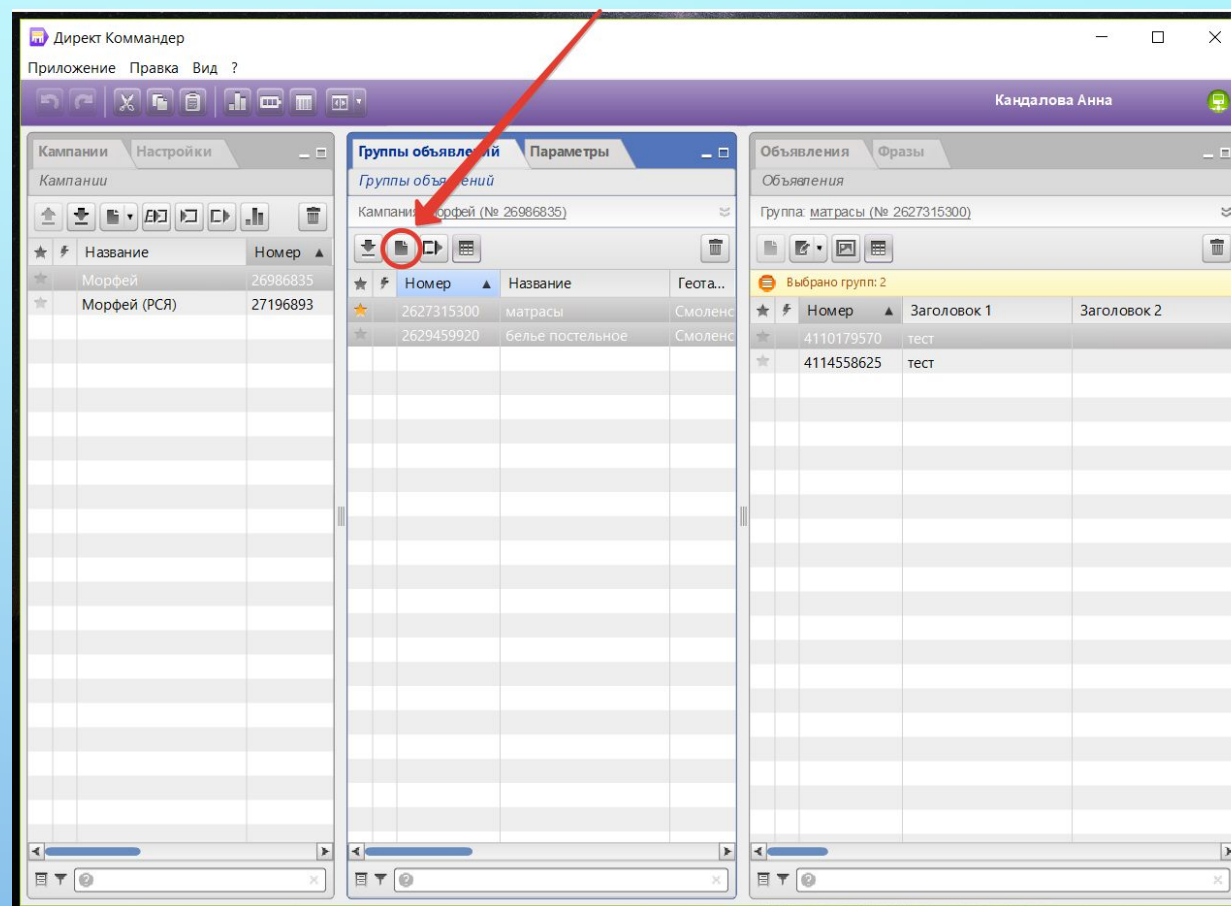 Директ Коммандер
Приложение Правка Вид ?
Кандалова Анна
Кампании Настройки
Кампании
Название Номер
Морфей 26986835
Морфей (РСЯ) 27196893
Группы объявлений Параметры
Группы объявлений
Кампания: Морфей (№ 26986835)
Номер Название Геота...
2627315300 матрасы Смоленс
2629459920 белье постельное Смоленс
Объявления Фразы
Объявления
Группа: матрасы (№ 2627315300)
Выбрано групп: 2
Номер Заголовок 1 Заголовок 2
4110179570 тест
4114558625 тест